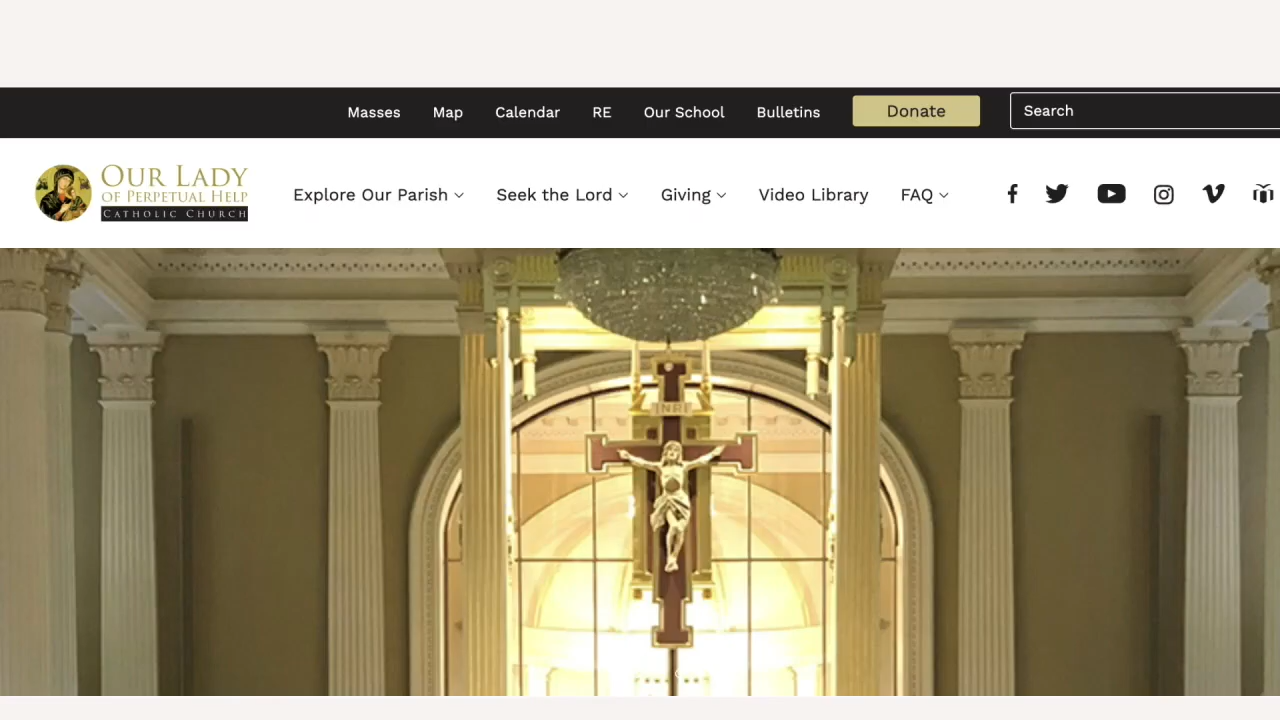 Masses Map Calendar RE Our School Bulletins Donate Search
OUR LADY
OF PERPETUAL HELP
CATHOLIC CHURCH
Explore Our Parish Seek the Lord Giving Video Library FAQ
INRI